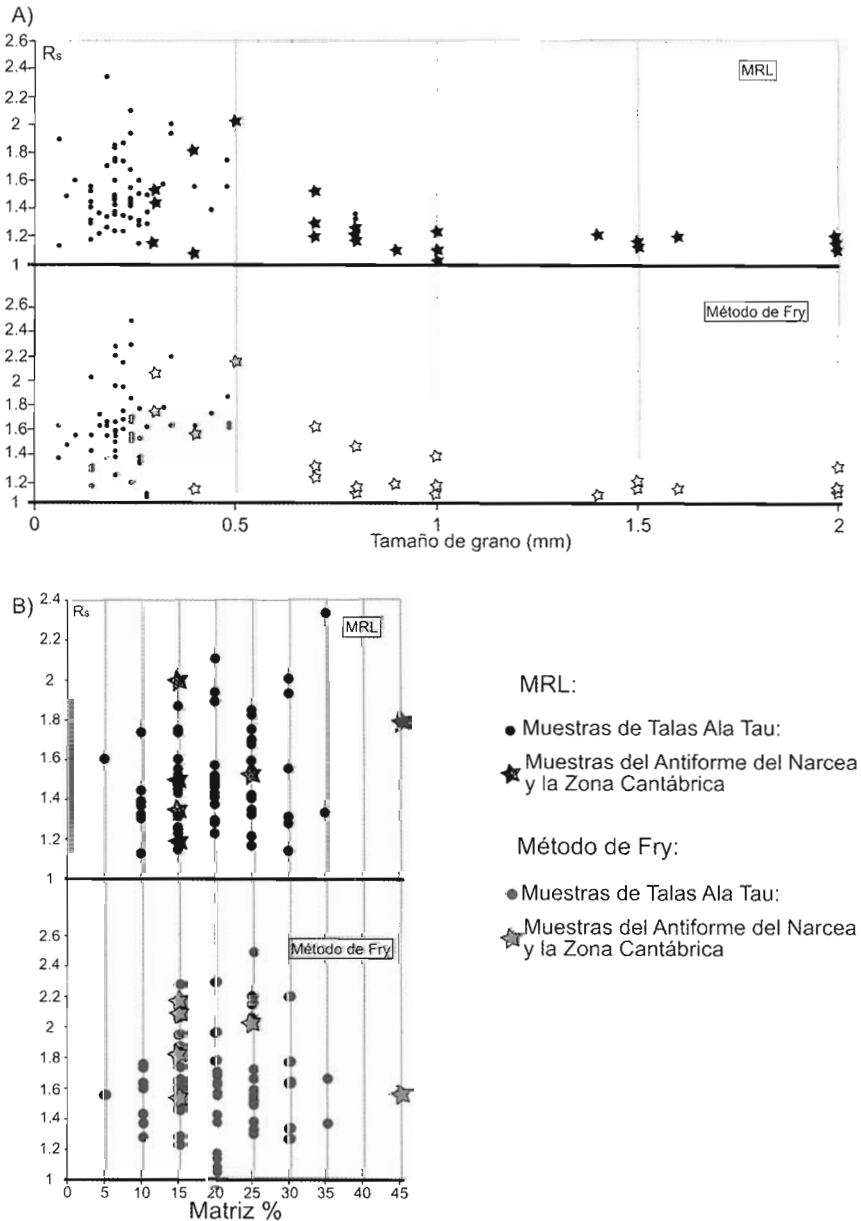 A)
Rs
MRL
2.6
2.4
2.2
2
1.8
1.6
1.4
1.2
1
Método de Fry
2.6
2.4
2.2
2
1.8
1.6
1.4
1.2
1
0 0.5 1 1.5 2
Tamaño de grano (mm)
B)
Rs
MRL
2.4
2.2
2
1.8
1.6
1.4
1.2
1
Método de Fry
2.6
2.4
2.2
2
1.8
1.6
1.4
1.2
1
0 5 10 15 20 25 30 35 40 45
Matriz %
MRL:
Muestras de Talas Ala Tau:
Muestras del Antiforme del Narcea
y la Zona Cantábrica
Método de Fry:
Muestras de Talas Ala Tau:
Muestras del Antiforme del Narcea
y la Zona Cantábrica